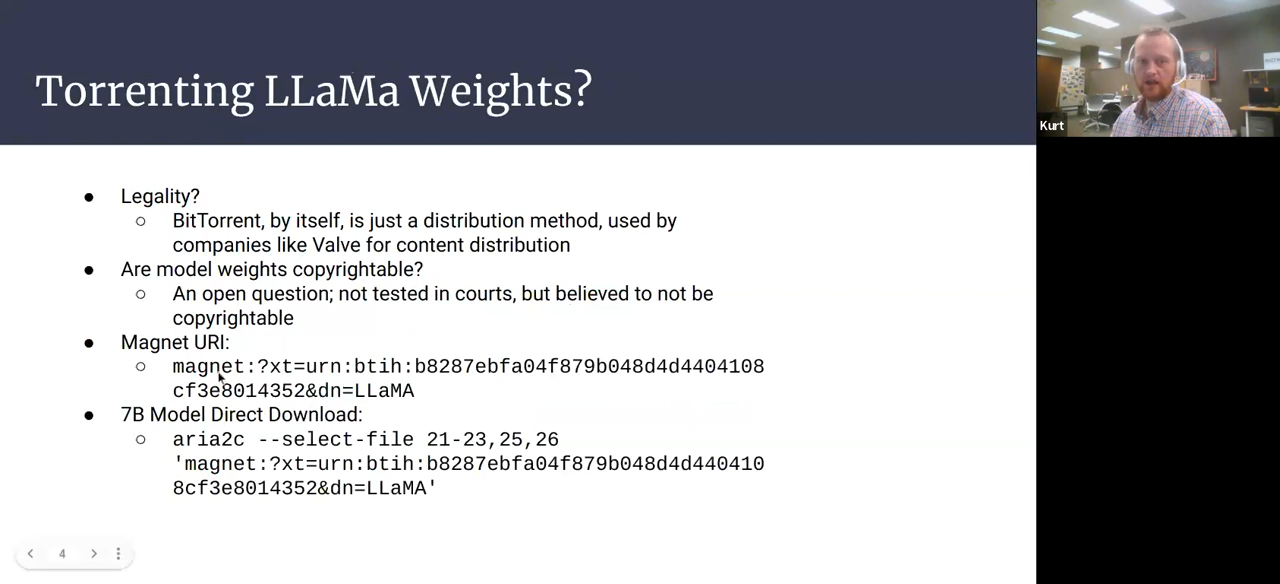 Torrenting LLaMa Weights?
Kurt
● Legality?
○ BitTorrent, by itself, is just a distribution method, used by
companies like Valve for content distribution
● Are model weights copyrightable?
○ An open question; not tested in courts, but believed to not be
copyrightable
● Magnet URI:
○ magnet:?xt=urn:btih:b8287ebfa04f879b048d4d4404108
cf3e8014352&dn=LLaMA
● 7B Model Direct Download:
○ aria2c --select-file 21-23,25,26
'magnet:?xt=urn:btih:b8287ebfa04f879b048d4d440410
8cf3e8014352&dn=LLaMA'
4